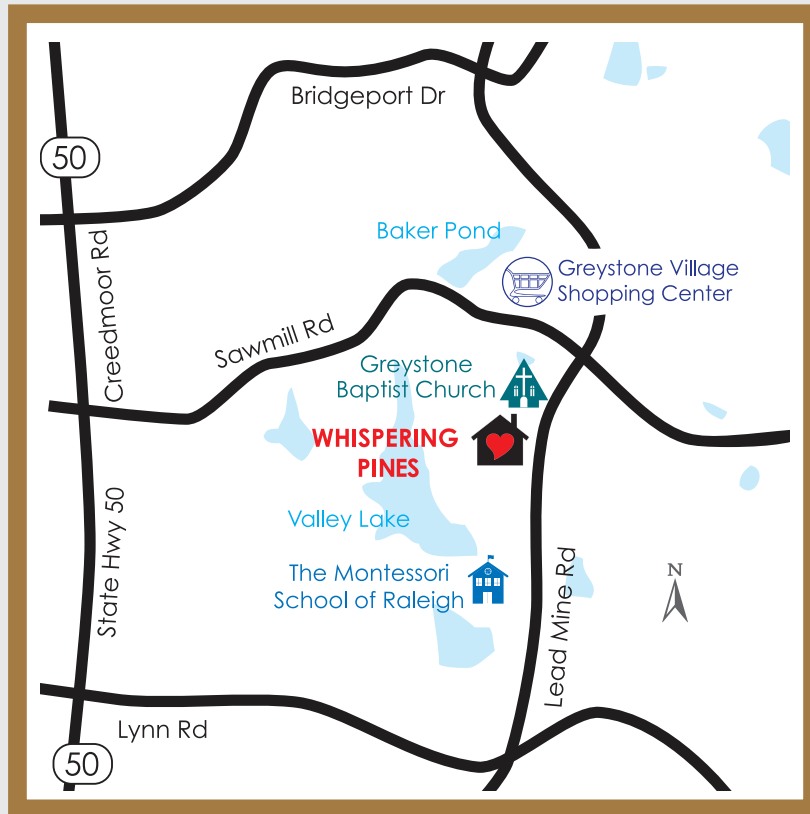 Bridgeport Dr
50
Baker Pond
Creedmoor Rd
Greystone Village
Shopping Center
Sawmill Rd
Greystone
Baptist Church
WHISPERING
PINES
Valley Lake
State Hwy 50
The Montessori
School of Raleigh
Lead Mine Rd
N
Lynn Rd
50